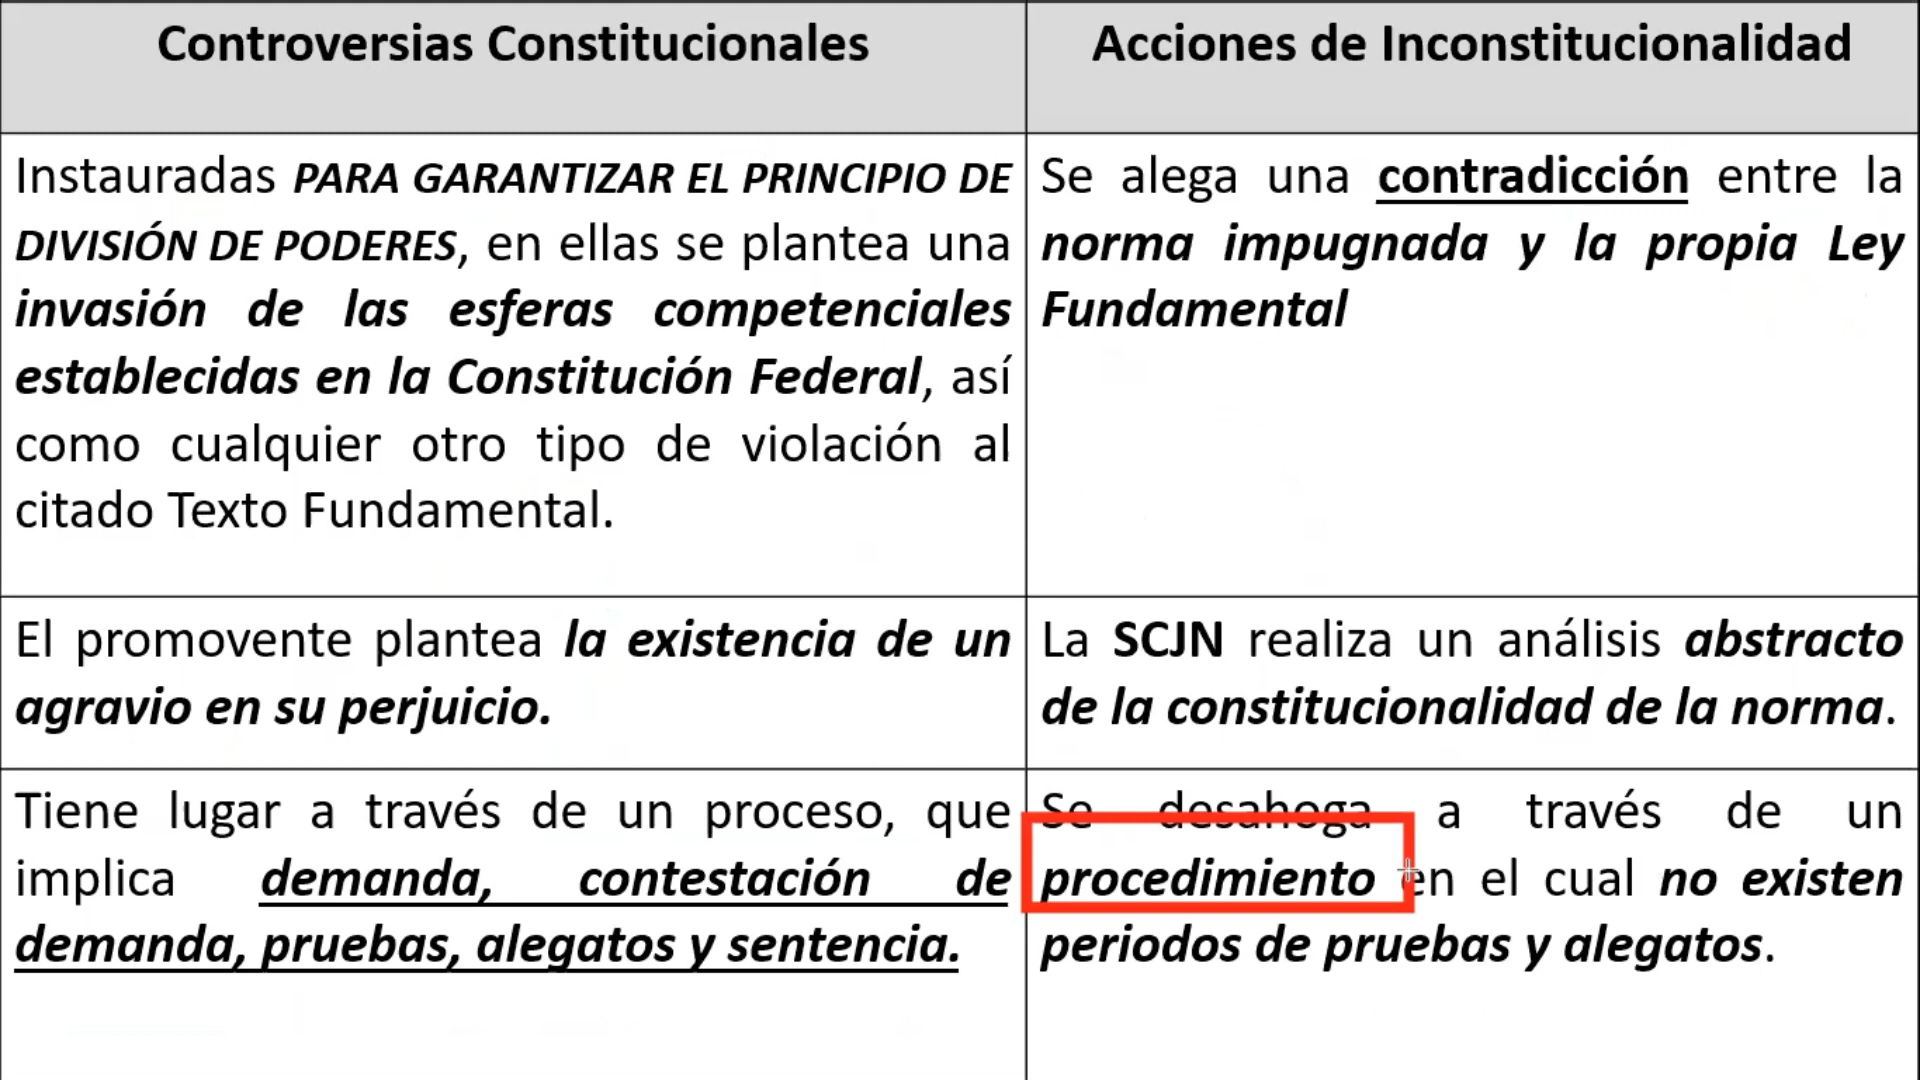 Controversias Constitucionales
Acciones de Inconstitucionalidad
Instauradas PARA GARANTIZAR EL PRINCIPIO DE
DIVISIÓN DE PODERES, en ellas se plantea una
invasión de las esferas competenciales
establecidas en la Constitución Federal, así
como cualquier otro tipo de violación al
citado Texto Fundamental.
Se alega una contradicción entre la
norma impugnada y la propia Ley
Fundamental
El promovente plantea la existencia de un
agravio en su perjuicio.
La SCJN realiza un análisis abstracto
de la constitucionalidad de la norma.
Tiene lugar a través de un proceso, que
implica demanda, contestación de
demanda, pruebas, alegatos y sentencia.
Se desahoga a través de un
procedimiento en el cual no existen
periodos de pruebas y alegatos.